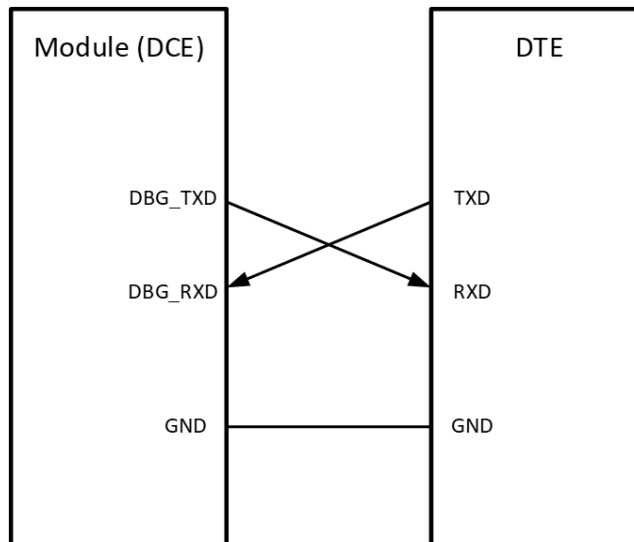 Module (DCE)
DTE
DBG_TXD
TXD
DBG_RXD
RXD
GND
GND